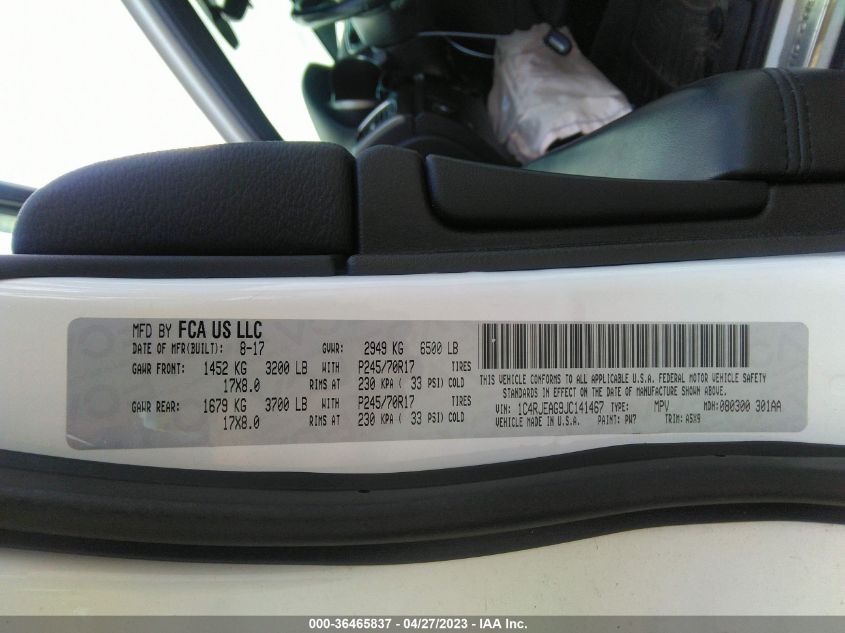 MFD BY FCA US LLC
DATE OF MFR(BUILT): 8-17 GVWR: 2949 KG 6500 LB
GAWR FRONT: 1452 KG 3200 LB WITH P245/70R17 TIRES
17X8.0 RIMS AT 230 KPA ( 33 PSI) COLD
GAWR REAR: 1679 KG 3700 LB WITH P245/70R17 TIRES
17X8.0 RIMS AT 230 KPA ( 33 PSI) COLD
THIS VEHICLE CONFORMS TO ALL APPLICABLE U.S.A. FEDERAL MOTOR VEHICLE SAFETY
STANDARDS IN EFFECT ON THE DATE OF MANUFACTURE SHOWN ABOVE.
VIN: 1C4RJEAG9JC141467 TYPE: MPV MDH: 080300 301AA
VEHICLE MADE IN U.S.A. PAINT: PW7 TRIM: A5X9
000-36465837 - 04/27/2023 - IAA Inc.